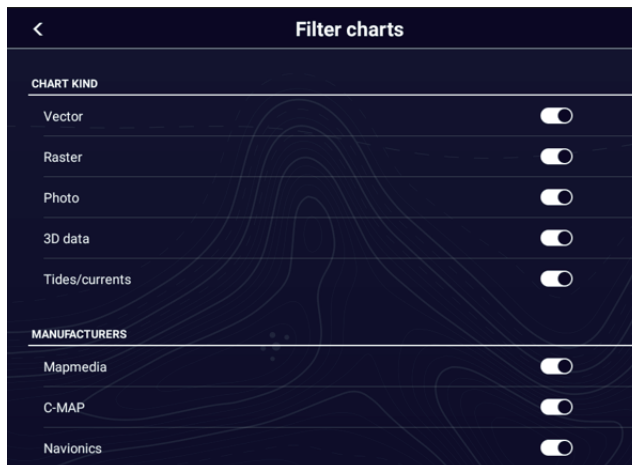 Filter charts
CHART KIND
Vector
Raster
Photo
3D data
Tides/currents
MANUFACTURERS
Mapmedia
C-MAP
Navionics